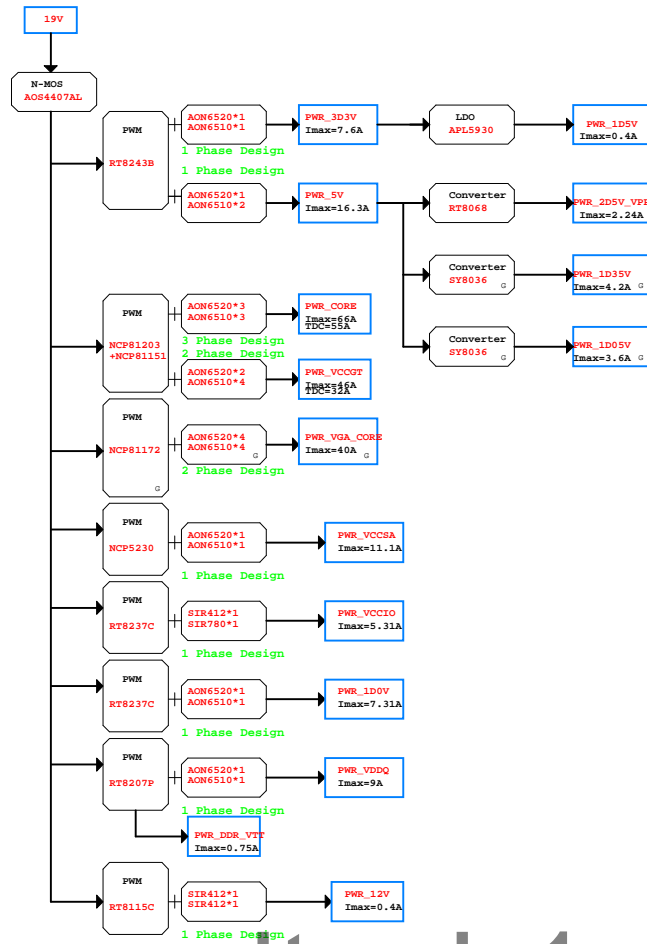 19V
N-MOS
AOS4407AL
PWM
RT8243B
AON6520*1
AON6510*1
1 Phase Design
PWR_3D3V
Imax=7.6A
LDO
APL5930
PWR_1D5V
Imax=0.4A
1 Phase Design
AON6520*1
AON6510*2
PWR_5V
Imax=16.3A
Converter
RT8068
Imax=2.24A
Converter
SY8036
G
PWR_1D35V
Imax=4.2A
G
Converter
SY8036
G
PWR_1D05V
Imax=3.6A
G
PWM
NCP81203
+NCP81151
AON6520*3
AON6510*3
3 Phase Design
PWR_CORE
Imax=66A
TDC=55A
2 Phase Design
AON6520*2
AON6510*4
PWR_VCCGT
Imax=46A
TDC=32A
PWM
NCP81172
G
AON6520*4
AON6510*4
G
2 Phase Design
PWR_VGA_CORE
Imax=40A
G
PWM
NCP5230
AON6520*1
AON6510*1
1 Phase Design
PWR_VCCSA
Imax=11.1A
PWM
RT8237C
SIR412*1
SIR780*1
1 Phase Design
PWR_VCCIO
Imax=5.31A
PWM
RT8237C
AON6520*1
AON6510*1
1 Phase Design
PWR_1D0V
Imax=7.31A
PWM
RT8207P
AON6520*1
AON6510*1
1 Phase Design
PWR_VDDQ
Imax=9A
PWR_DDR_VTT
Imax=0.75A
PWM
RT8115C
SIR412*1
SIR412*1
1 Phase Design
PWR_12V
Imax=0.4A